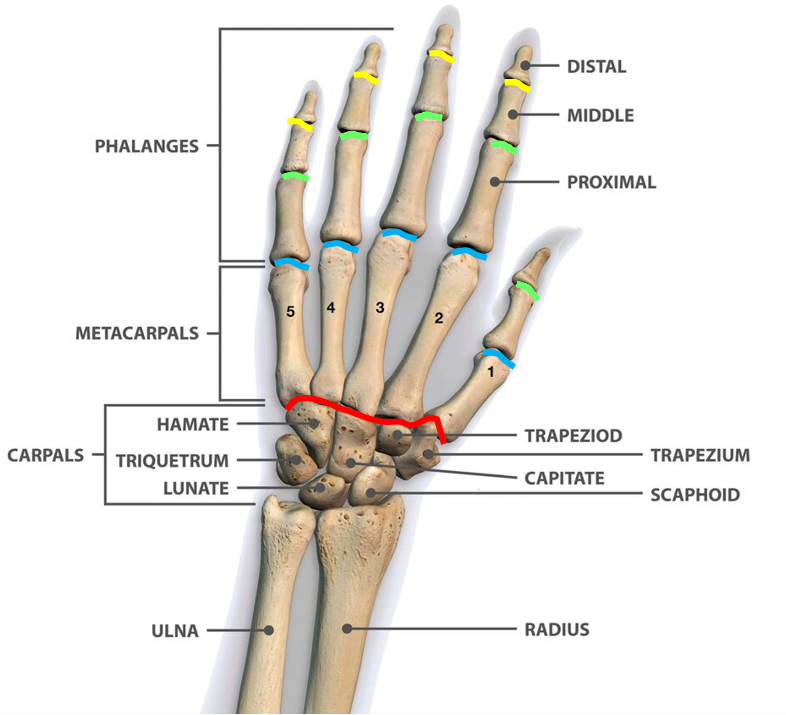 DISTAL
MIDDLE
PHALANGES
PROXIMAL
5
4
3
2
METACARPALS
1
HAMATE
TRAPEZIOD
CARPALS
TRIQUETRUM
TRAPEZIUM
CAPITATE
LUNATE
SCAPHOID
ULNA
RADIUS